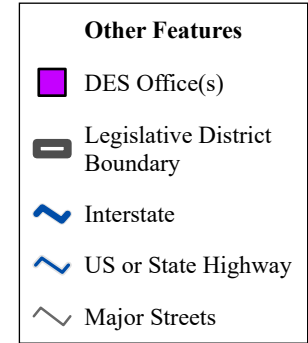 Other Features
DES Office(s)
Legislative District
Boundary
Interstate
US or State Highway
Major Streets